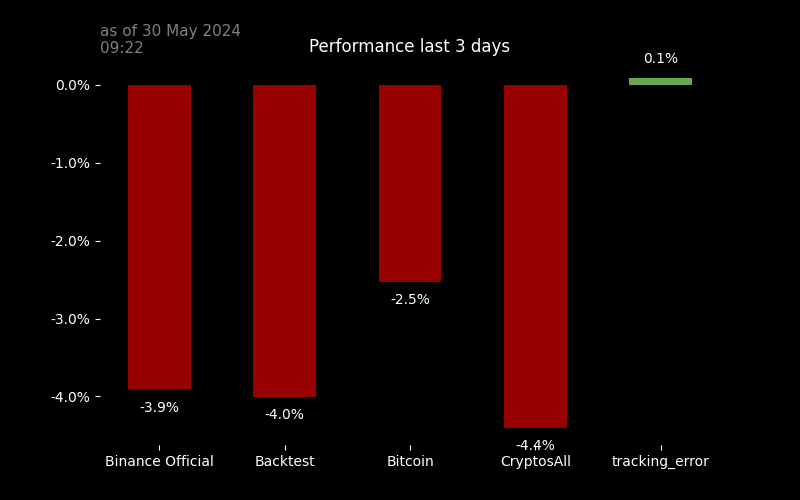 as of 30 May 2024
09:22
Performance last 3 days
0.1%
0.0%
-1.0%
-2.0%
-2.5%
-3.0%
-4.0%
-3.9%
-4.0%
-4.4%
Binance Official
Backtest
Bitcoin
CryptosAll
tracking_error